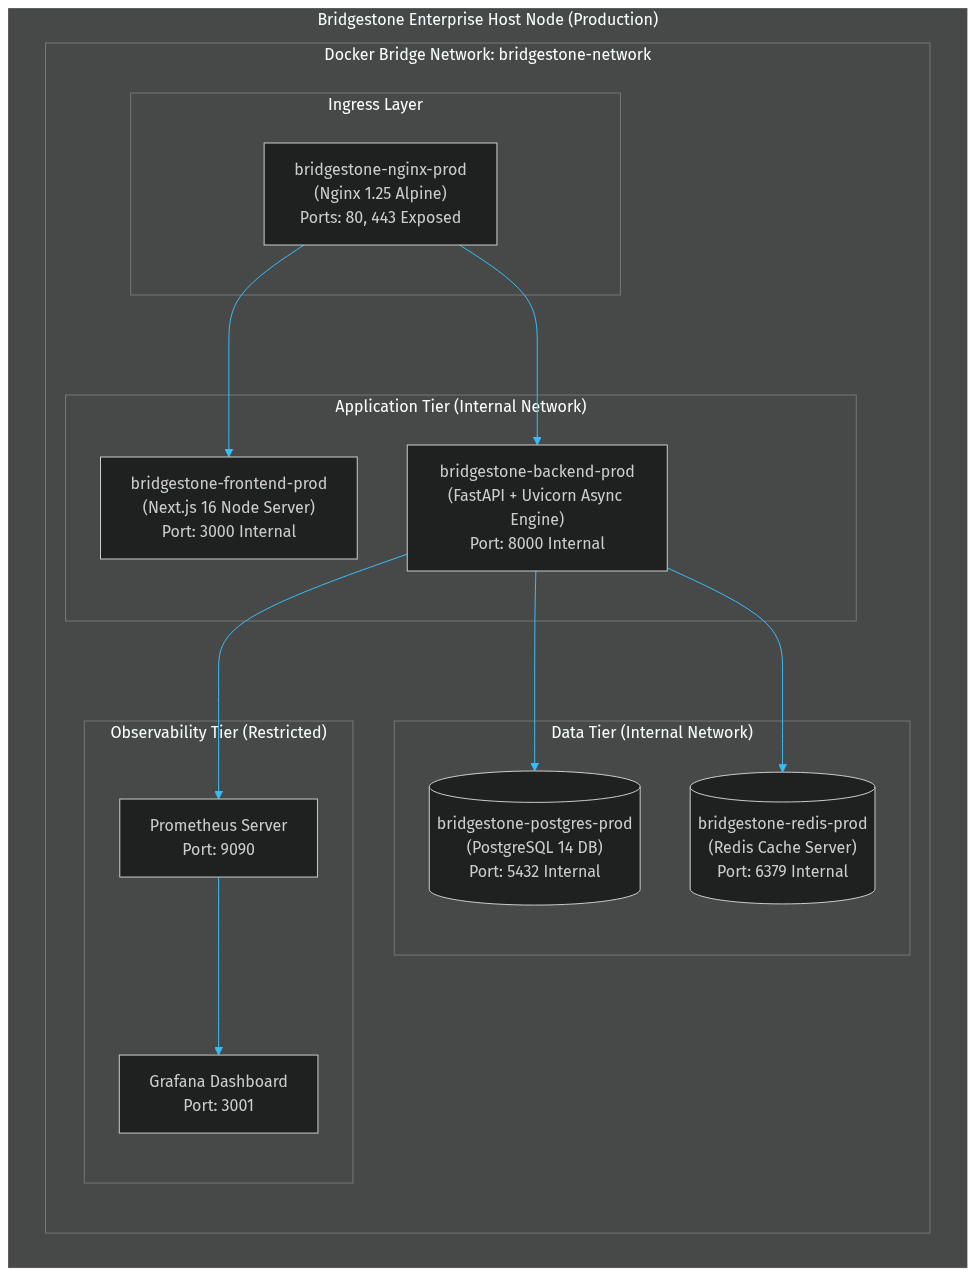 Bridgestone Enterprise Host Node (Production)
Docker Bridge Network: bridgestone-network
Ingress Layer
bridgestone-nginx-prod
(Nginx 1.25 Alpine)
Ports: 80, 443 Exposed
Application Tier (Internal Network)
bridgestone-frontend-prod
(Next.js 16 Node Server)
Port: 3000 Internal
bridgestone-backend-prod
(FastAPI + Uvicorn Async
Engine)
Port: 8000 Internal
Observability Tier (Restricted)
Prometheus Server
Port: 9090
Grafana Dashboard
Port: 3001
Data Tier (Internal Network)
bridgestone-postgres-prod
(PostgreSQL 14 DB)
Port: 5432 Internal
bridgestone-redis-prod
(Redis Cache Server)
Port: 6379 Internal